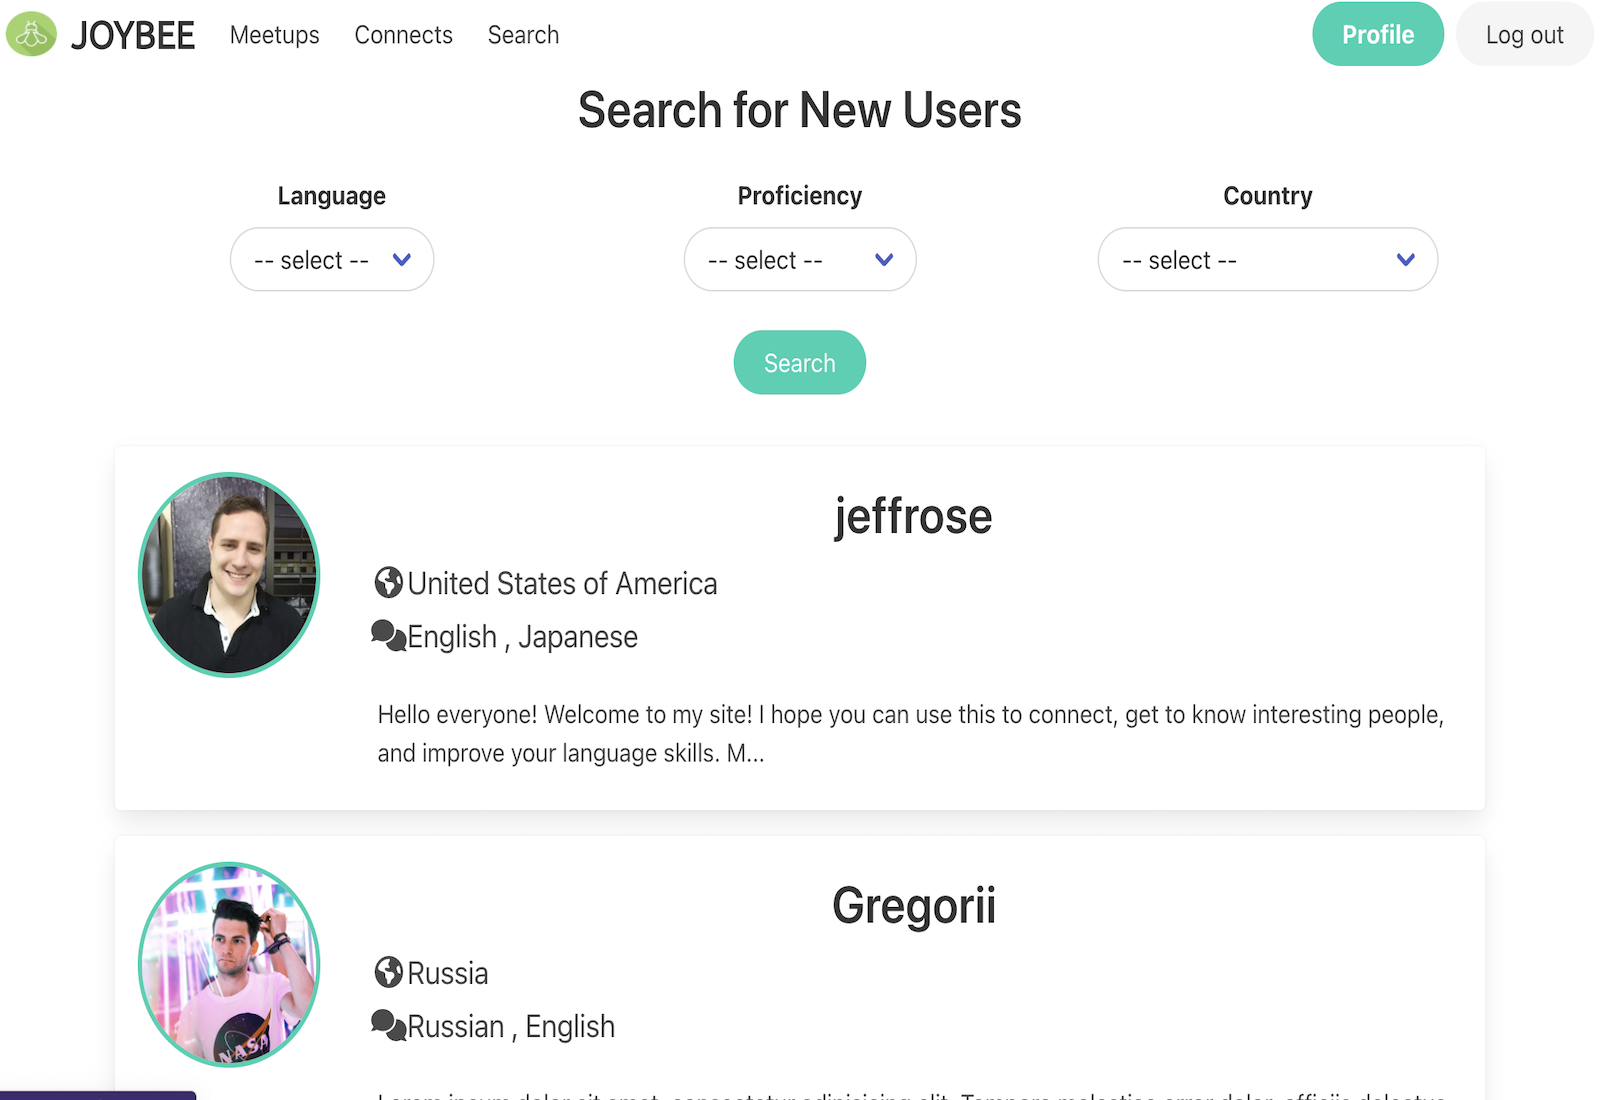 JOYBEE Meetups Connects Search Profile Log out
Search for New Users
Language Proficiency Country
-- select -- -- select -- -- select --
Search
jeffrose
United States of America
English , Japanese
Hello everyone! Welcome to my site! I hope you can use this to connect, get to know interesting people,
and improve your language skills. M...
Gregorii
Russia
Russian , English
NASA